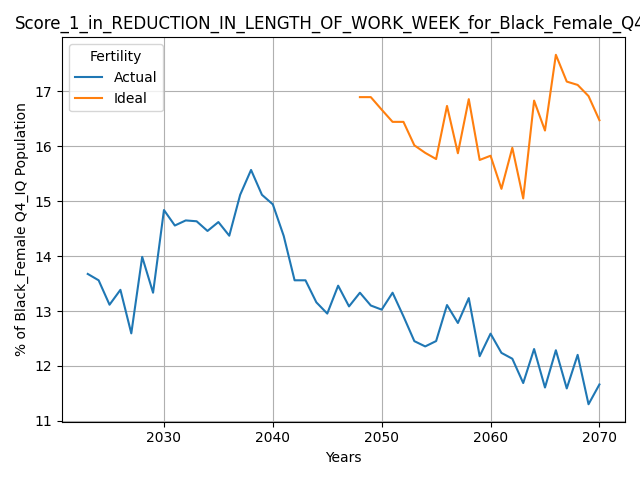 Score_1_in_REDUCTION_IN_LENGTH_OF_WORK_WEEK_for_Black_Female_Q4
Fertility
Actual
Ideal
% of Black_Female Q4_IQ Population
17
16
15
14
13
12
11
2030 2040 2050 2060 2070
Years